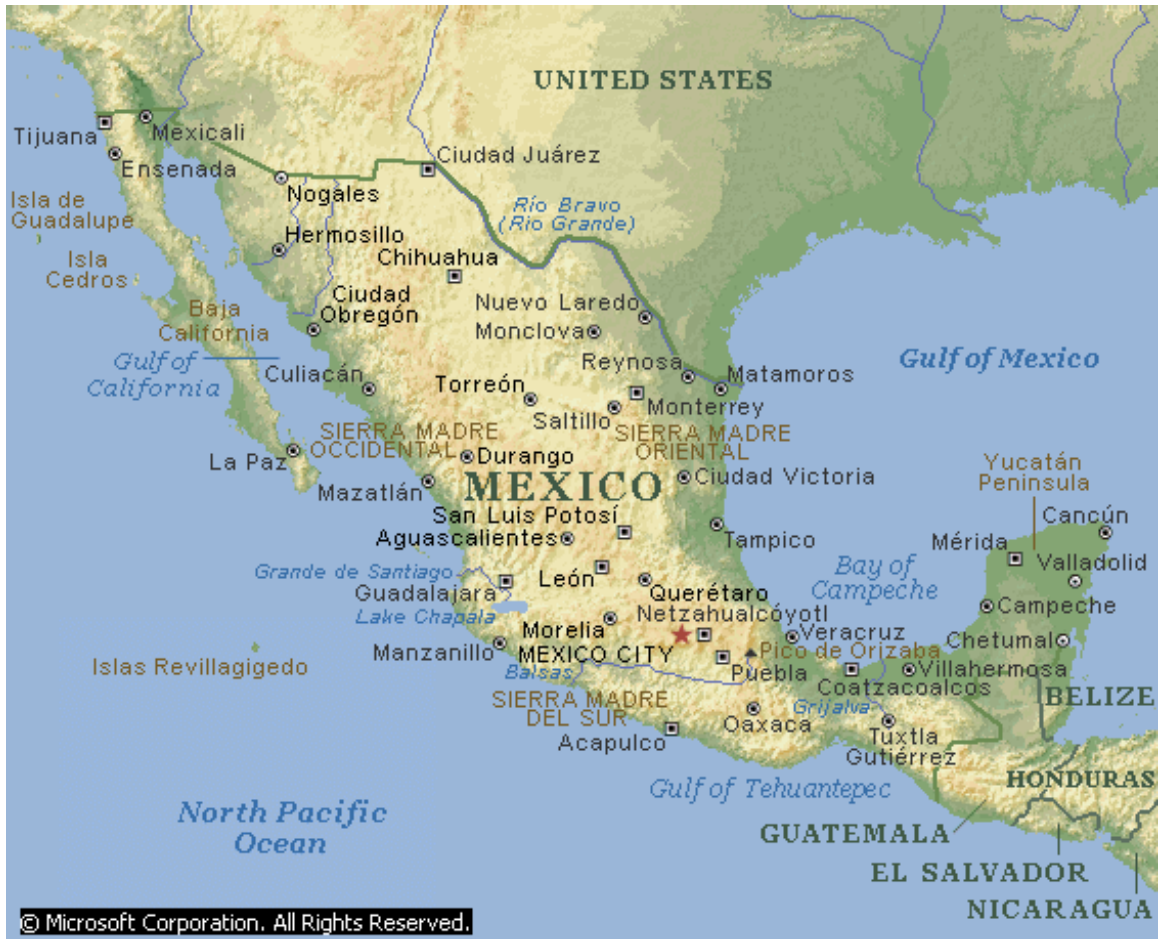 UNITED STATES
Tijuana
Mexicali
Ensenada
Ciudad Juárez
Nogales
Isla de
Guadalupe
Río Bravo
(Rio Grande)
Hermosillo
Chihuahua
Isla
Cedros
Ciudad
Obregón
Nuevo Laredo
Monclova
Baja
California
Gulf of
California
Gulf of Mexico
Reynosa
Matamoros
Culiacán
Torreón
Saltillo
Monterrey
SIERRA MADRE
OCCIDENTAL
SIERRA MADRE
ORIENTAL
La Paz
Durango
Mazatlán
MEXICO
Ciudad Victoria
Yucatán
Peninsula
San Luis Potosí
Aguascalientes
Tampico
Cancún
Mérida
Valladolid
Grande de Santiago
Guadalajara
León
Querétaro
Bay of
Campeche
Lake Chapala
Netzahualcóyotl
Campeche
Morelia
Veracruz
Chetumal
Manzanillo
MEXICO CITY
Pico de Orizaba
Islas Revillagigedo
Balsas
Puebla
Villahermosa
Coatzacoalcos
SIERRA MADRE
DEL SUR
Grijalva
BELIZE
Oaxaca
Acapulco
Tuxtla
Gutiérrez
Gulf of Tehuantepec
HONDURAS
North Pacific
Ocean
GUATEMALA
EL SALVADOR
NICARAGUA
© Microsoft Corporation. All Rights Reserved.